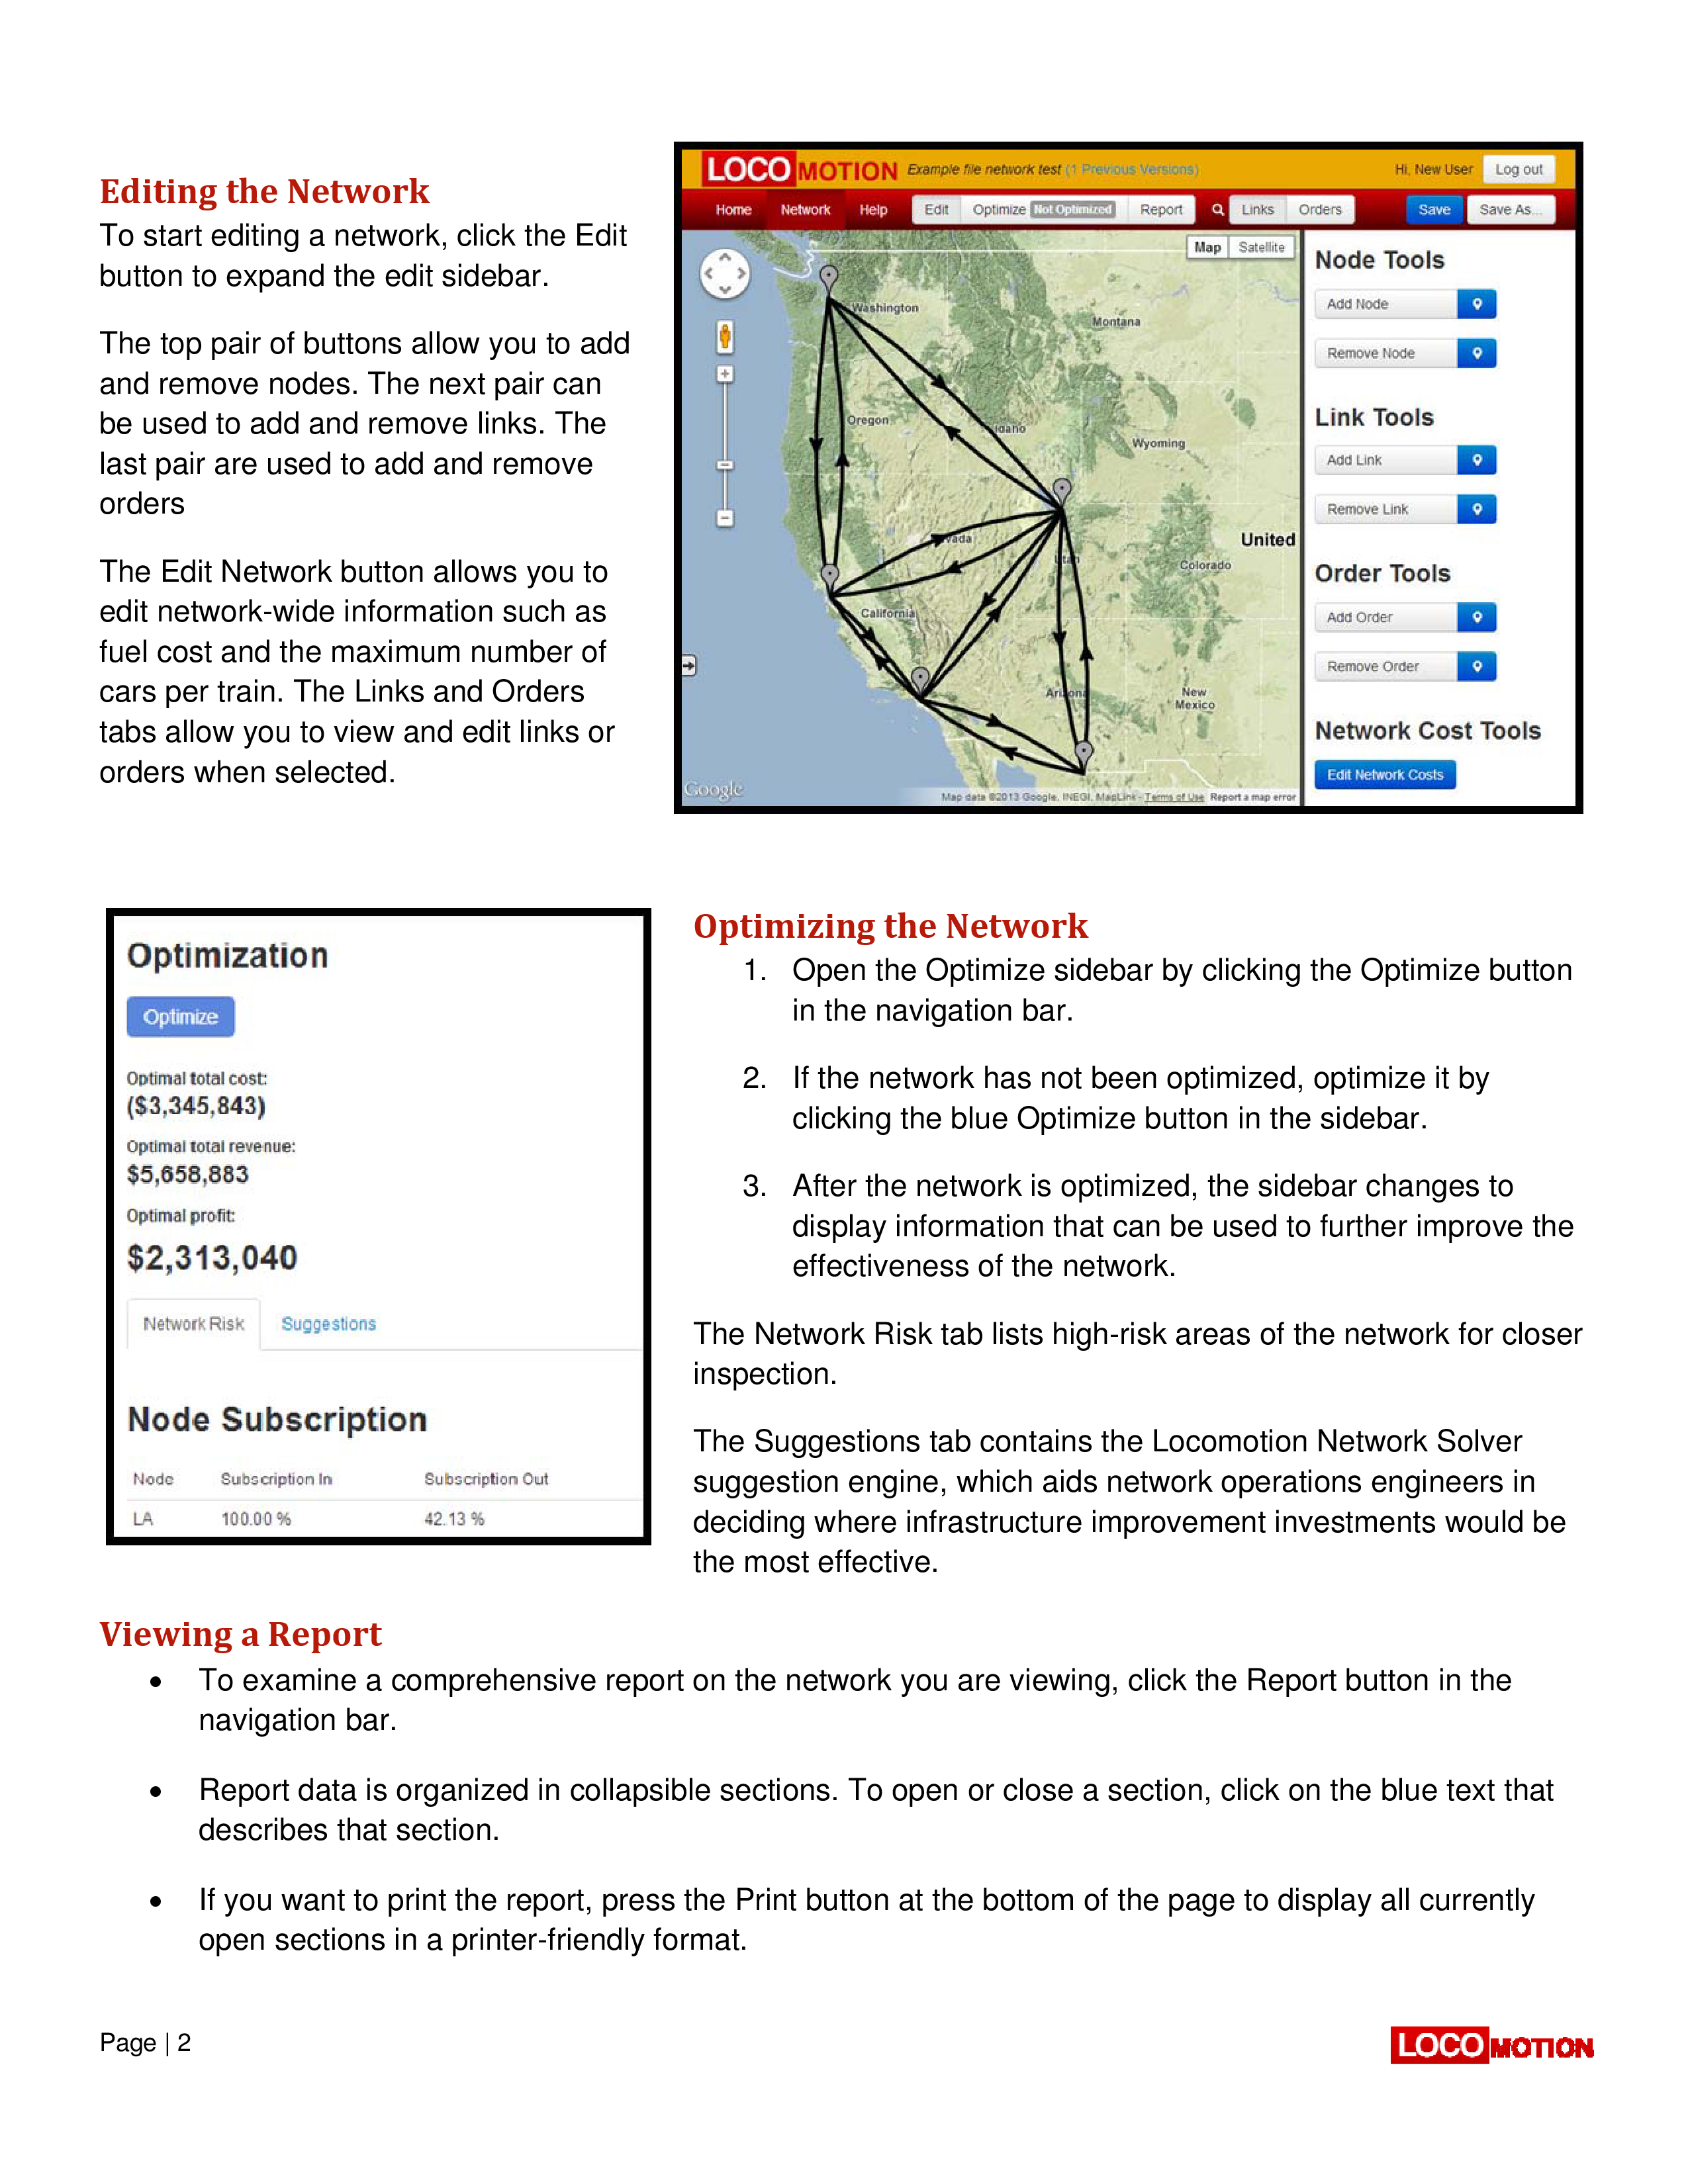 Editing the Network
To start editing a network, click the Edit
button to expand the edit sidebar.
The top pair of buttons allow you to add
and remove nodes. The next pair can
be used to add and remove links. The
last pair are used to add and remove
orders
The Edit Network button allows you to
edit network-wide information such as
fuel cost and the maximum number of
cars per train. The Links and Orders
tabs allow you to view and edit links or
orders when selected.
LOCOMOTION Example file network test (1 Previous Versions) Hi, New User Log out
Home Network Help Edit Optimize Not Optimized Report Links Orders Save Save As...
Map Satellite
Washington
Montana
Oregon
Idaho
Wyoming
vada
Utah
United
Colorado
California
Arizona
New
Mexico
Google
Map data ©2013 Google, INEGI, MapLink - Terms of Use Report a map error
Node Tools
Add Node
Remove Node
Link Tools
Add Link
Remove Link
Order Tools
Add Order
Remove Order
Network Cost Tools
Edit Network Costs
Optimization
Optimize
Optimal total cost:
($3,345,843)
Optimal total revenue:
$5,658,883
Optimal profit:
$2,313,040
Network Risk Suggestions
Node Subscription
Node Subscription In Subscription Out
LA 100.00 % 42.13 %
Optimizing the Network
1. Open the Optimize sidebar by clicking the Optimize button
in the navigation bar.
2. If the network has not been optimized, optimize it by
clicking the blue Optimize button in the sidebar.
3. After the network is optimized, the sidebar changes to
display information that can be used to further improve the
effectiveness of the network.
The Network Risk tab lists high-risk areas of the network for closer
inspection.
The Suggestions tab contains the Locomotion Network Solver
suggestion engine, which aids network operations engineers in
deciding where infrastructure improvement investments would be
the most effective.
Viewing a Report
• To examine a comprehensive report on the network you are viewing, click the Report button in the
navigation bar.
• Report data is organized in collapsible sections. To open or close a section, click on the blue text that
describes that section.
• If you want to print the report, press the Print button at the bottom of the page to display all currently
open sections in a printer-friendly format.
Page | 2
LOCOMOTION